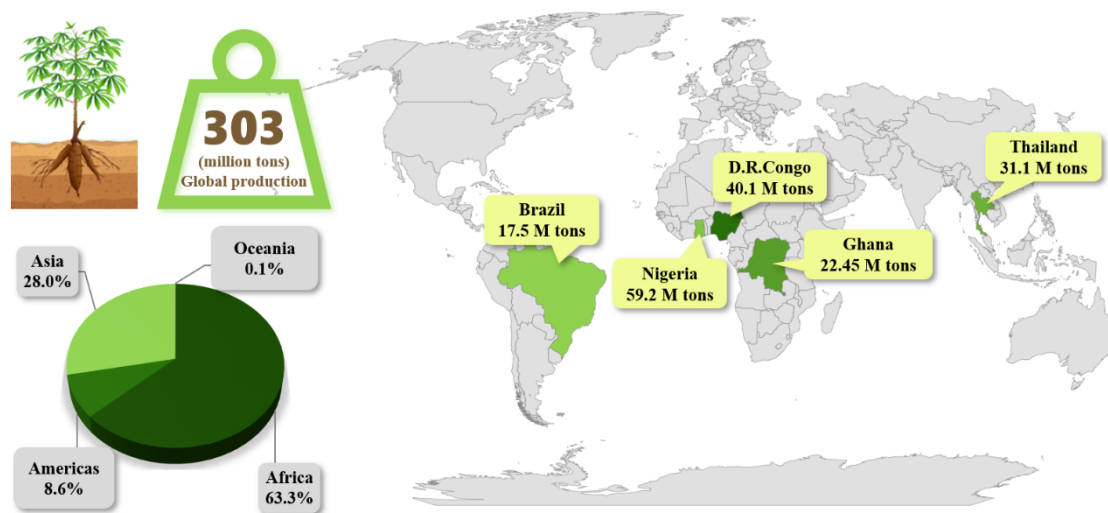 303
(million tons)
Global production
Asia
28.0%
Oceania
0.1%
Americas
8.6%
Africa
63.3%
Brazil
17.5 M tons
D.R.Congo
40.1 M tons
Nigeria
59.2 M tons
Ghana
22.45 M tons
Thailand
31.1 M tons